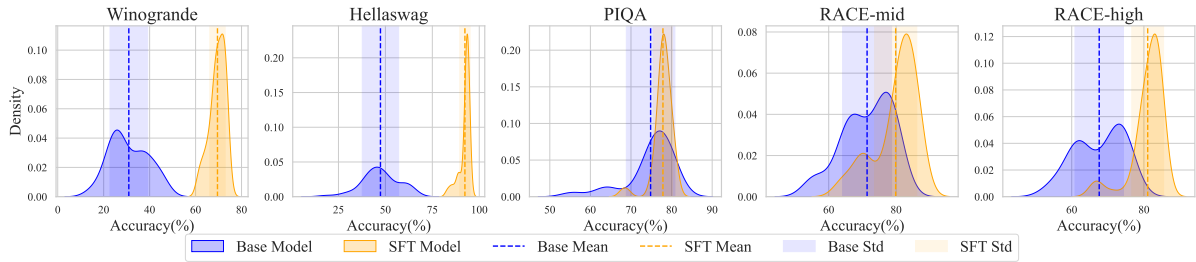 Winogrande Hellaswag PIQA RACE-mid RACE-high
Density
0.00 0.02 0.04 0.06 0.08 0.10
0 20 40 60 80
Accuracy(%)
0.00 0.05 0.10 0.15 0.20
25 50 75 100
Accuracy(%)
0.00 0.05 0.10 0.15 0.20
50 60 70 80 90
Accuracy(%)
0.00 0.02 0.04 0.06 0.08
60 80
Accuracy(%)
0.00 0.02 0.04 0.06 0.08 0.10 0.12
60 80
Accuracy(%)
Base Model SFT Model Base Mean SFT Mean Base Std SFT Std